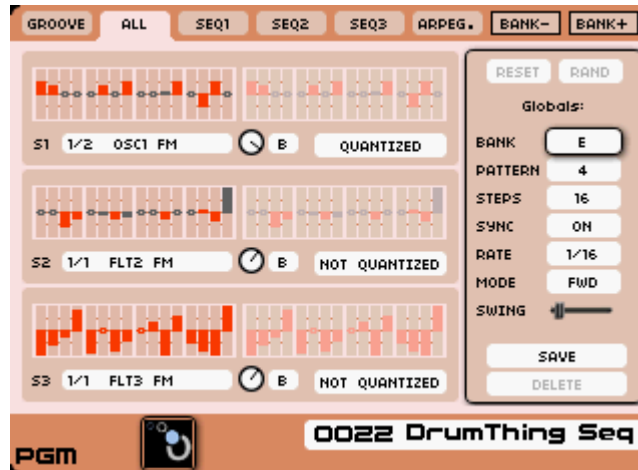 GROOVE ALL SEQ1 SEQ2 SEQ3 ARPEG. BANK- BANK+
RESET RAND
Globals:
S1 1/2 OSC1 FM B QUANTIZED
BANK E
PATTERN 4
STEPS 16
SYNC ON
RATE 1/16
MODE FWD
SWING
S2 1/1 FLT2 FM B NOT QUANTIZED
S3 1/1 FLT3 FM B NOT QUANTIZED
SAVE
DELETE
PGM
0022 DrumThing Seq